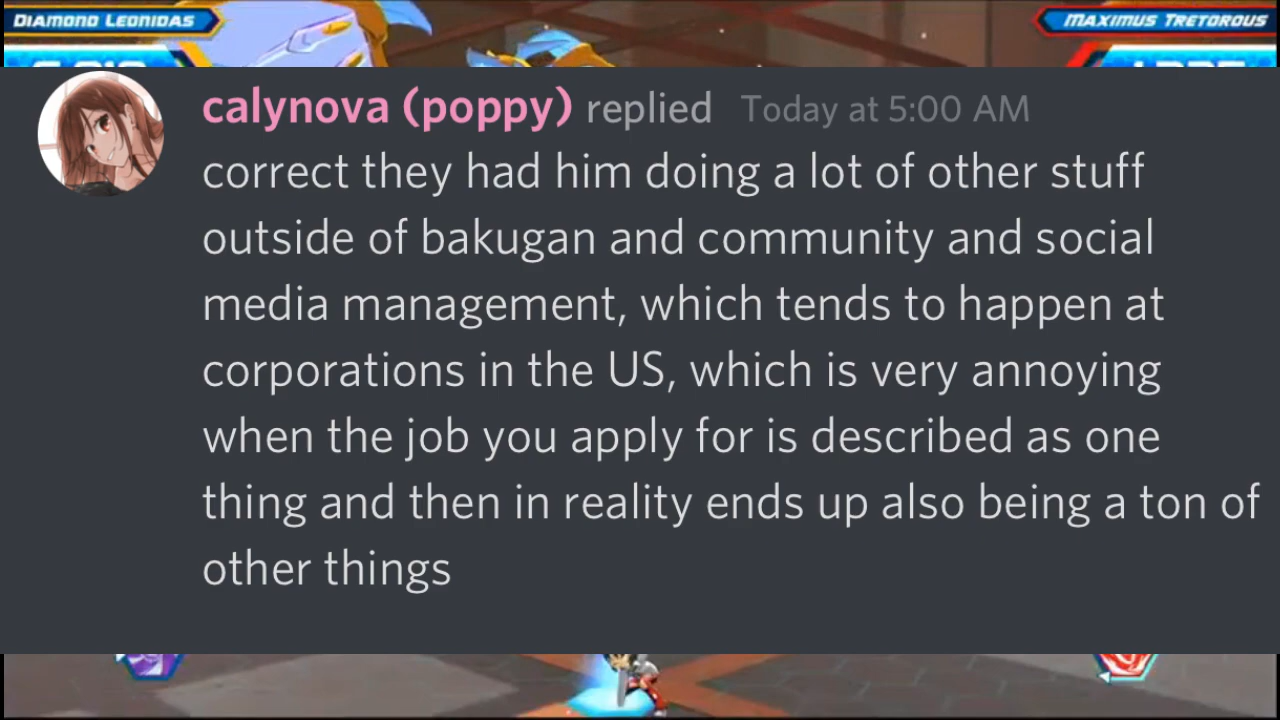 DIAMOND LEONIDAS
MAXIMUS TRETOROUS
calynova (poppy) replied Today at 5:00 AM
correct they had him doing a lot of other stuff
outside of bakugan and community and social
media management, which tends to happen at
corporations in the US, which is very annoying
when the job you apply for is described as one
thing and then in reality ends up also being a ton of
other things